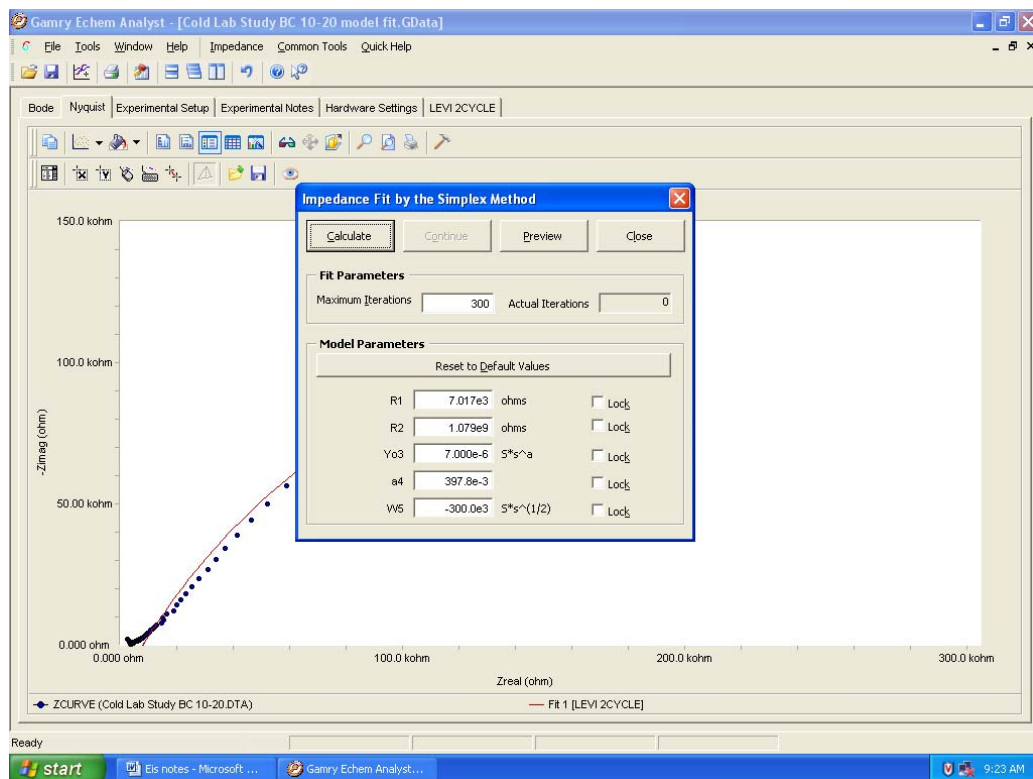 Gamry Echem Analyst - [Cold Lab Study BC 10-20 model fit.GData]
File Tools Window Help Impedance Common Tools Quick Help
Bode Nyquist Experimental Setup Experimental Notes Hardware Settings LEVI 2CYCLE
Impedance Fit by the Simplex Method
Calculate Continue Preview Close
Fit Parameters
Maximum Iterations 300 Actual Iterations 0
Model Parameters
Reset to Default Values
R1 7.017e3 ohms Lock
R2 1.079e9 ohms Lock
Yo3 7.000e-6 S*s^a Lock
a4 397.8e-3 Lock
W5 -300.0e3 S*s^(1/2) Lock
150.0 kohm
100.0 kohm
50.00 kohm
0.000 ohm
-Zimag (ohm)
0.000 ohm 100.0 kohm 200.0 kohm 300.0 kohm
Zreal (ohm)
ZCURVE (Cold Lab Study BC 10-20.DTA) Fit 1 [LEVI 2CYCLE]
Ready
start Eis notes - Microsoft ... Gamry Echem Analyst... 9:23 AM